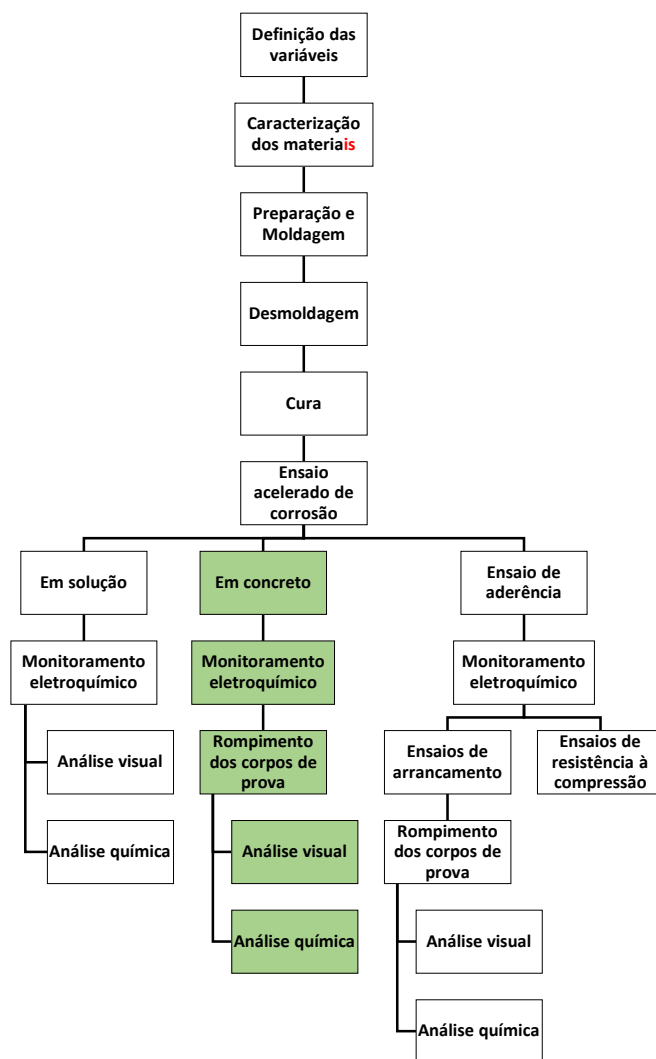 Definição das
variáveis
Caracterização
dos materiais
Preparação e
Moldagem
Desmoldagem
Cura
Ensaio
acelerado de
corrosão
Em solução
Em concreto
Ensaio de
aderência
Monitoramento
eletroquímico
Monitoramento
eletroquímico
Monitoramento
eletroquímico
Análise visual
Rompimento
dos corpos de
prova
Ensaios de
arrancamento
Ensaios de
resistência à
compressão
Análise química
Análise visual
Rompimento
dos corpos de
prova
Análise química
Análise visual
Análise química